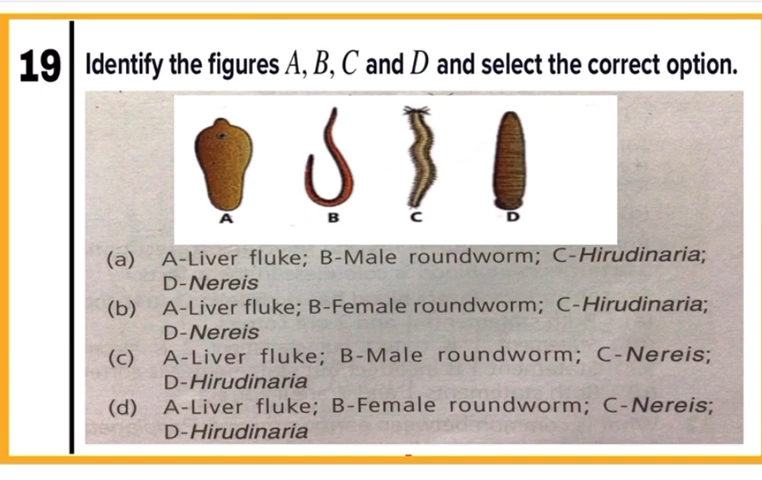 19 Identify the figures A, B, C and D and select the correct option.
A B C D
(a) A-Liver fluke; B-Male roundworm; C-Hirudinaria;
D-Nereis
(b) A-Liver fluke; B-Female roundworm; C-Hirudinaria;
D-Nereis
(c) A-Liver fluke; B-Male roundworm; C-Nereis;
D-Hirudinaria
(d) A-Liver fluke; B-Female roundworm; C-Nereis;
D-Hirudinaria